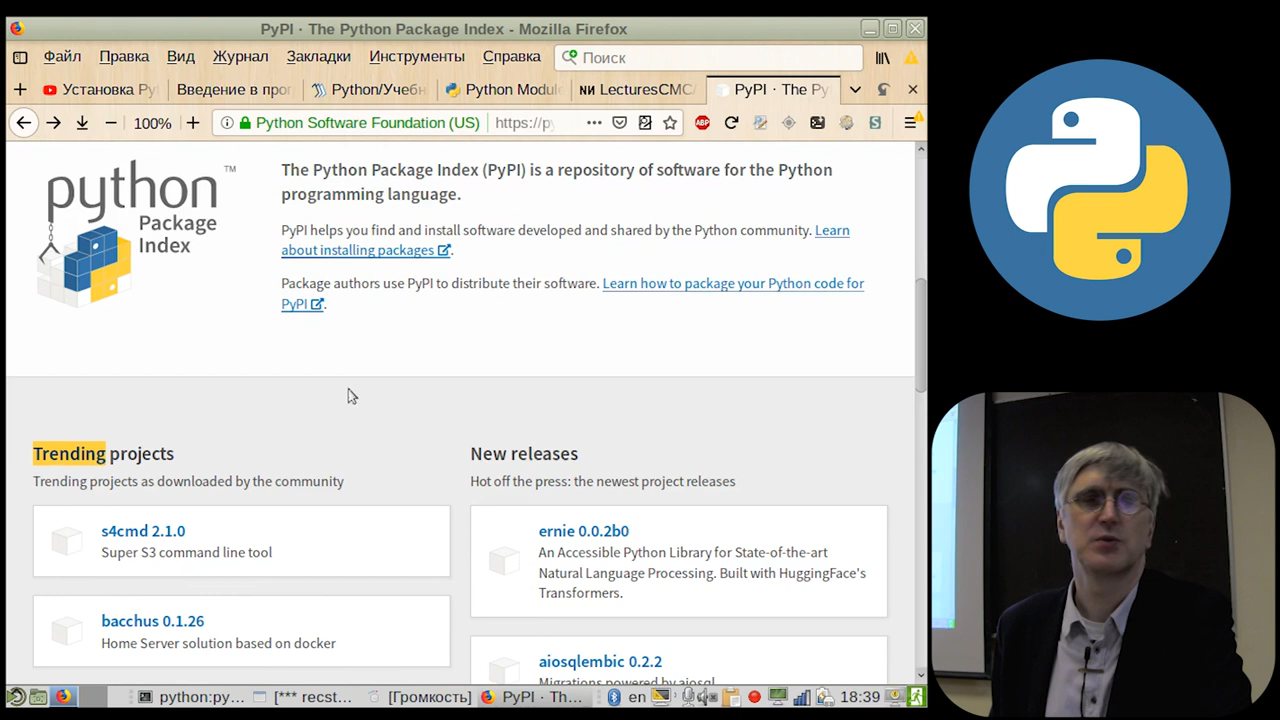 PyPI · The Python Package Index - Mozilla Firefox
Файл Правка Вид Журнал Закладки Инструменты Справка Поиск
Установка Py Введение в прог Python/Учебн Python Modul LecturesCMC/ PyPI · The Py
100% Python Software Foundation (US) https://py
python TM
Package
Index
The Python Package Index (PyPI) is a repository of software for the Python
programming language.
PyPI helps you find and install software developed and shared by the Python community. Learn
about installing packages.
Package authors use PyPI to distribute their software. Learn how to package your Python code for
PyPI.
Trending projects
Trending projects as downloaded by the community
s4cmd 2.1.0
Super S3 command line tool
bacchus 0.1.26
Home Server solution based on docker
New releases
Hot off the press: the newest project releases
ernie 0.0.2b0
An Accessible Python Library for State-of-the-art
Natural Language Processing. Built with HuggingFace's
Transformers.
aiosqlembic 0.2.2
Migrations powered by aiosql
python:py... [*** recst... [Громкость] PyPI · Th... en 18:39